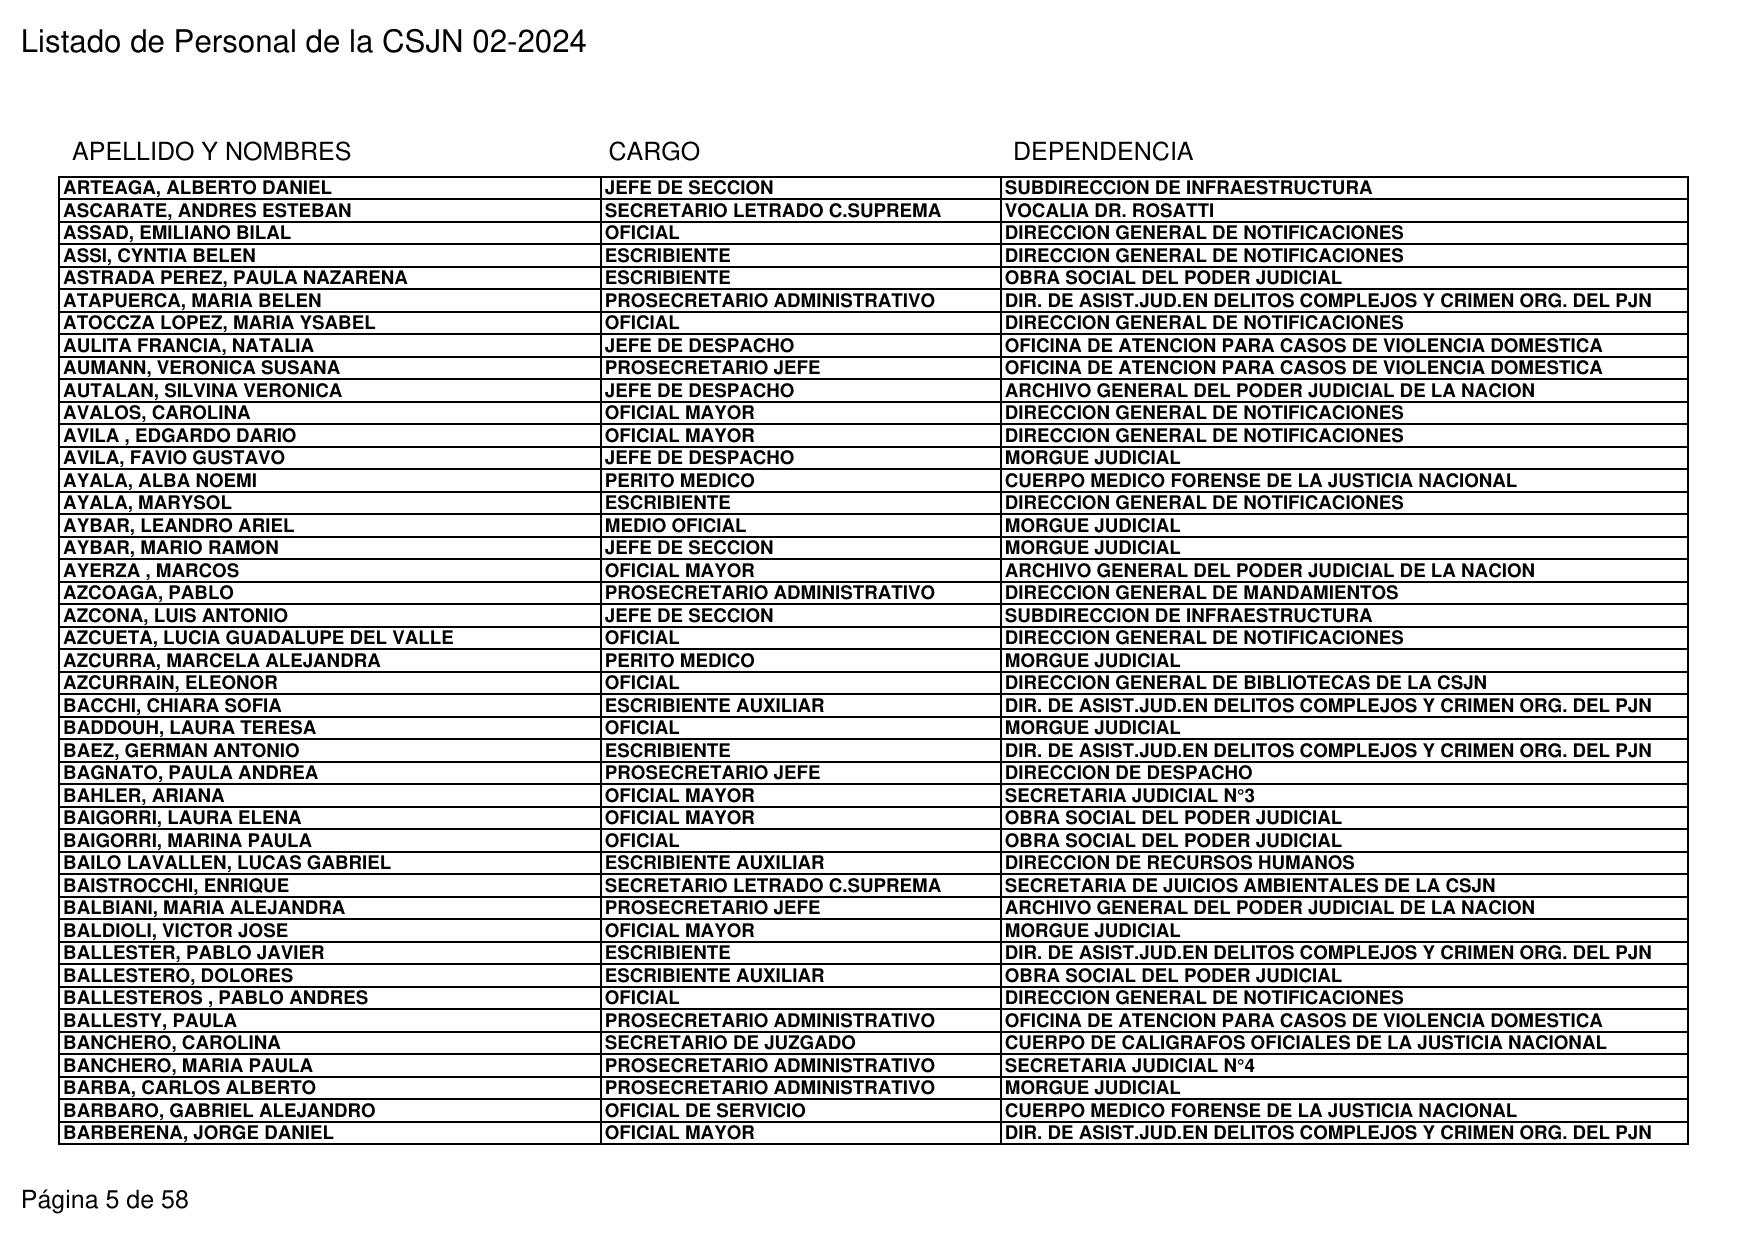 Listado de Personal de la CSJN 02-2024
APELLIDO Y NOMBRES CARGO DEPENDENCIA
ARTEAGA, ALBERTO DANIEL JEFE DE SECCION SUBDIRECCION DE INFRAESTRUCTURA
ASCARATE, ANDRES ESTEBAN SECRETARIO LETRADO C.SUPREMA VOCALIA DR. ROSATTI
ASSAD, EMILIANO BILAL OFICIAL DIRECCION GENERAL DE NOTIFICACIONES
ASSI, CYNTIA BELEN ESCRIBIENTE DIRECCION GENERAL DE NOTIFICACIONES
ASTRADA PEREZ, PAULA NAZARENA ESCRIBIENTE OBRA SOCIAL DEL PODER JUDICIAL
ATAPUERCA, MARIA BELEN PROSECRETARIO ADMINISTRATIVO DIR. DE ASIST.JUD.EN DELITOS COMPLEJOS Y CRIMEN ORG. DEL PJN
ATOCCZA LOPEZ, MARIA YSABEL OFICIAL DIRECCION GENERAL DE NOTIFICACIONES
AULITA FRANCIA, NATALIA JEFE DE DESPACHO OFICINA DE ATENCION PARA CASOS DE VIOLENCIA DOMESTICA
AUMANN, VERONICA SUSANA PROSECRETARIO JEFE OFICINA DE ATENCION PARA CASOS DE VIOLENCIA DOMESTICA
AUTALAN, SILVINA VERONICA JEFE DE DESPACHO ARCHIVO GENERAL DEL PODER JUDICIAL DE LA NACION
AVALOS, CAROLINA OFICIAL MAYOR DIRECCION GENERAL DE NOTIFICACIONES
AVILA , EDGARDO DARIO OFICIAL MAYOR DIRECCION GENERAL DE NOTIFICACIONES
AVILA, FAVIO GUSTAVO JEFE DE DESPACHO MORGUE JUDICIAL
AYALA, ALBA NOEMI PERITO MEDICO CUERPO MEDICO FORENSE DE LA JUSTICIA NACIONAL
AYALA, MARYSOL ESCRIBIENTE DIRECCION GENERAL DE NOTIFICACIONES
AYBAR, LEANDRO ARIEL MEDIO OFICIAL MORGUE JUDICIAL
AYBAR, MARIO RAMON JEFE DE SECCION MORGUE JUDICIAL
AYERZA , MARCOS OFICIAL MAYOR ARCHIVO GENERAL DEL PODER JUDICIAL DE LA NACION
AZCOAGA, PABLO PROSECRETARIO ADMINISTRATIVO DIRECCION GENERAL DE MANDAMIENTOS
AZCONA, LUIS ANTONIO JEFE DE SECCION SUBDIRECCION DE INFRAESTRUCTURA
AZCUETA, LUCIA GUADALUPE DEL VALLE OFICIAL DIRECCION GENERAL DE NOTIFICACIONES
AZCURRA, MARCELA ALEJANDRA PERITO MEDICO MORGUE JUDICIAL
AZCURRAIN, ELEONOR OFICIAL DIRECCION GENERAL DE BIBLIOTECAS DE LA CSJN
BACCHI, CHIARA SOFIA ESCRIBIENTE AUXILIAR DIR. DE ASIST.JUD.EN DELITOS COMPLEJOS Y CRIMEN ORG. DEL PJN
BADDOUH, LAURA TERESA OFICIAL MORGUE JUDICIAL
BAEZ, GERMAN ANTONIO ESCRIBIENTE DIR. DE ASIST.JUD.EN DELITOS COMPLEJOS Y CRIMEN ORG. DEL PJN
BAGNATO, PAULA ANDREA PROSECRETARIO JEFE DIRECCION DE DESPACHO
BAHLER, ARIANA OFICIAL MAYOR SECRETARIA JUDICIAL N°3
BAIGORRI, LAURA ELENA OFICIAL MAYOR OBRA SOCIAL DEL PODER JUDICIAL
BAIGORRI, MARINA PAULA OFICIAL OBRA SOCIAL DEL PODER JUDICIAL
BAILO LAVALLEN, LUCAS GABRIEL ESCRIBIENTE AUXILIAR DIRECCION DE RECURSOS HUMANOS
BAISTROCCHI, ENRIQUE SECRETARIO LETRADO C.SUPREMA SECRETARIA DE JUICIOS AMBIENTALES DE LA CSJN
BALBIANI, MARIA ALEJANDRA PROSECRETARIO JEFE ARCHIVO GENERAL DEL PODER JUDICIAL DE LA NACION
BALDIOLI, VICTOR JOSE OFICIAL MAYOR MORGUE JUDICIAL
BALLESTER, PABLO JAVIER ESCRIBIENTE DIR. DE ASIST.JUD.EN DELITOS COMPLEJOS Y CRIMEN ORG. DEL PJN
BALLESTERO, DOLORES ESCRIBIENTE AUXILIAR OBRA SOCIAL DEL PODER JUDICIAL
BALLESTEROS , PABLO ANDRES OFICIAL DIRECCION GENERAL DE NOTIFICACIONES
BALLESTY, PAULA PROSECRETARIO ADMINISTRATIVO OFICINA DE ATENCION PARA CASOS DE VIOLENCIA DOMESTICA
BANCHERO, CAROLINA SECRETARIO DE JUZGADO CUERPO DE CALIGRAFOS OFICIALES DE LA JUSTICIA NACIONAL
BANCHERO, MARIA PAULA PROSECRETARIO ADMINISTRATIVO SECRETARIA JUDICIAL N°4
BARBA, CARLOS ALBERTO PROSECRETARIO ADMINISTRATIVO MORGUE JUDICIAL
BARBARO, GABRIEL ALEJANDRO OFICIAL DE SERVICIO CUERPO MEDICO FORENSE DE LA JUSTICIA NACIONAL
BARBERENA, JORGE DANIEL OFICIAL MAYOR DIR. DE ASIST.JUD.EN DELITOS COMPLEJOS Y CRIMEN ORG. DEL PJN
Página 5 de 58